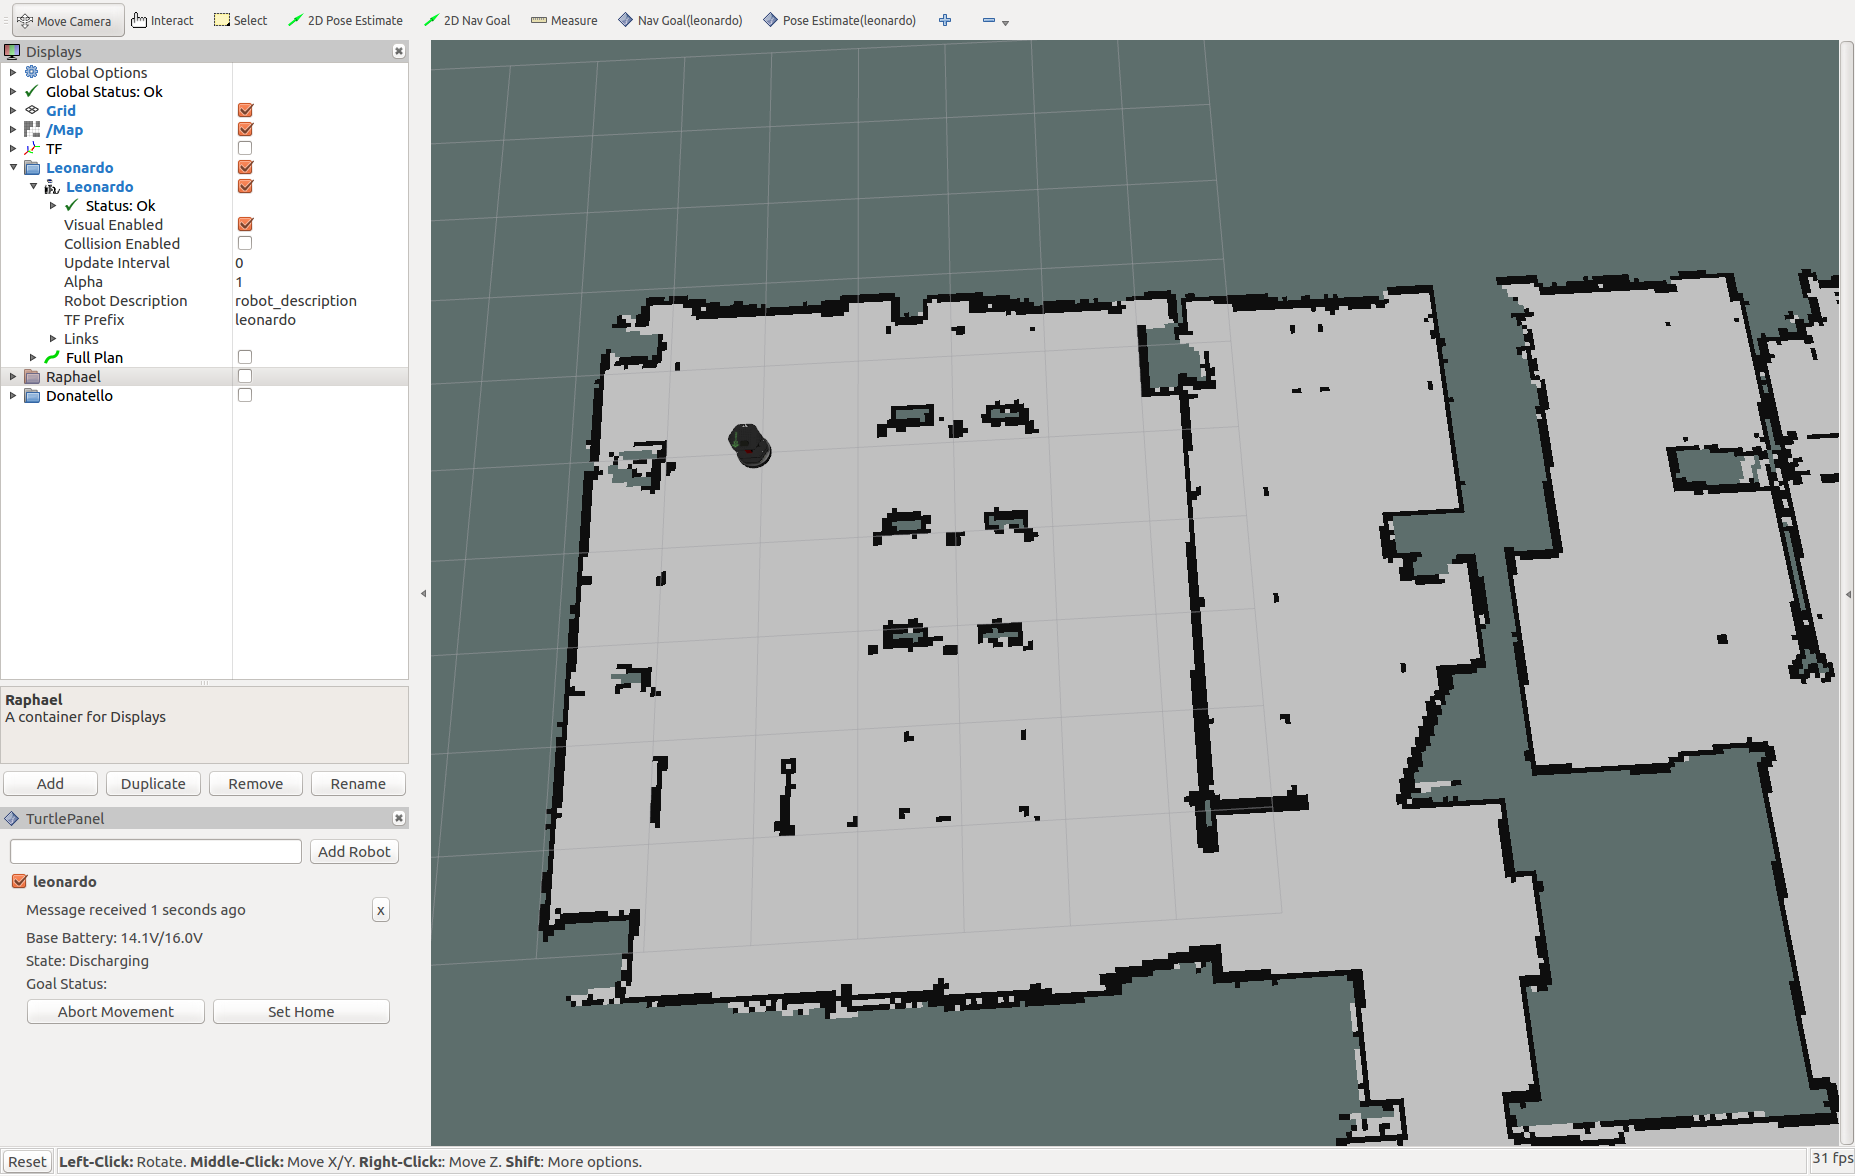 Move Camera Interact Select 2D Pose Estimate 2D Nav Goal Measure Nav Goal(leonardo) Pose Estimate(leonardo)
Displays
Global Options
Global Status: Ok
Grid
/Map
TF
Leonardo
Leonardo
Status: Ok
Visual Enabled
Collision Enabled
Update Interval 0
Alpha 1
Robot Description robot_description
TF Prefix leonardo
Links
Full Plan
Raphael
Donatello
Raphael
A container for Displays
Add Duplicate Remove Rename
TurtlePanel
Add Robot
leonardo
Message received 1 seconds ago x
Base Battery: 14.1V/16.0V
State: Discharging
Goal Status:
Abort Movement Set Home
Reset Left-Click: Rotate. Middle-Click: Move X/Y. Right-Click:: Move Z. Shift: More options. 31 fps